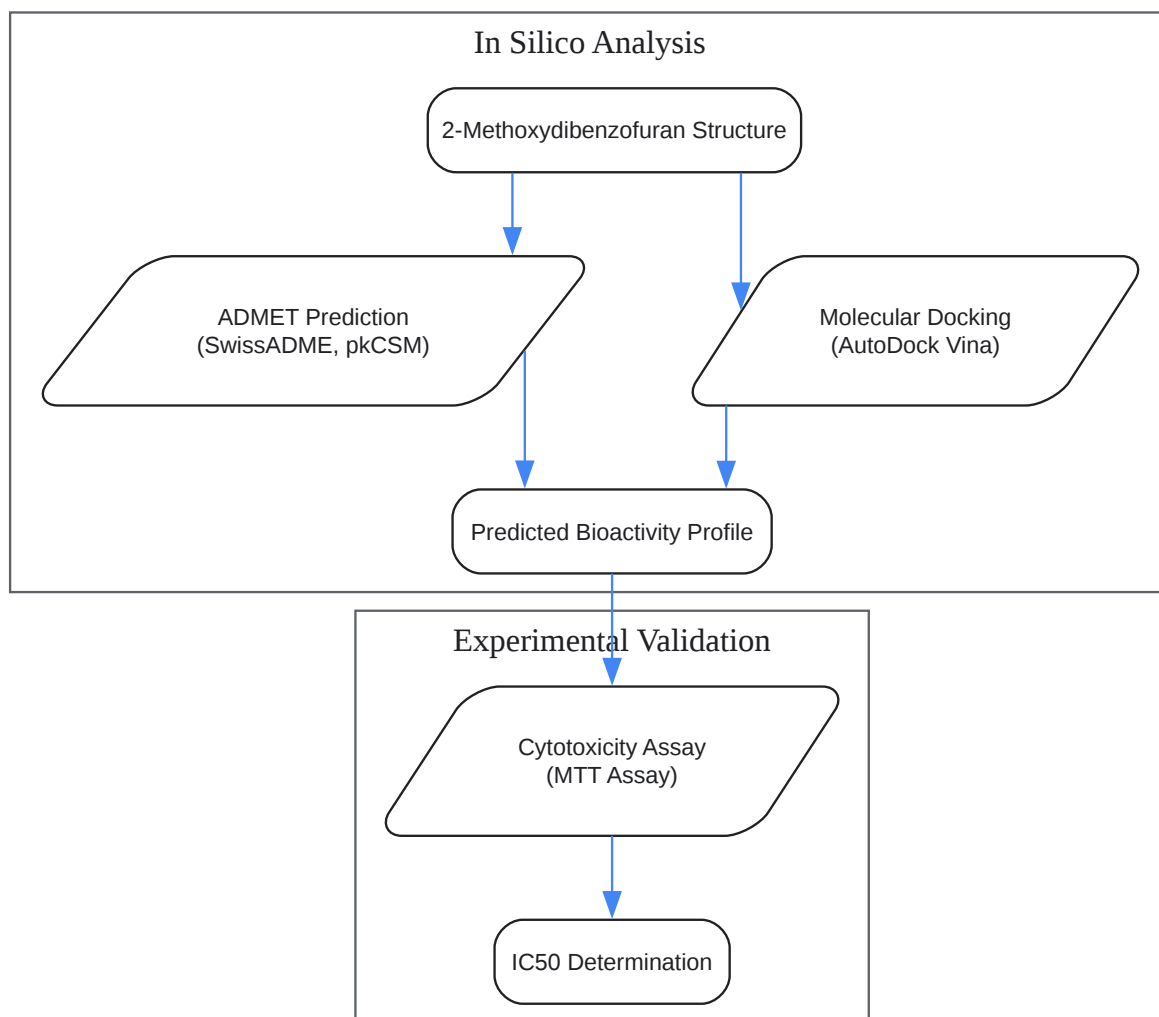 In Silico Analysis
2-Methoxydibenzofuran Structure
ADMET Prediction
(SwissADME, pkCSM)
Molecular Docking
(AutoDock Vina)
Predicted Bioactivity Profile
Experimental Validation
Cytotoxicity Assay
(MTT Assay)
IC50 Determination